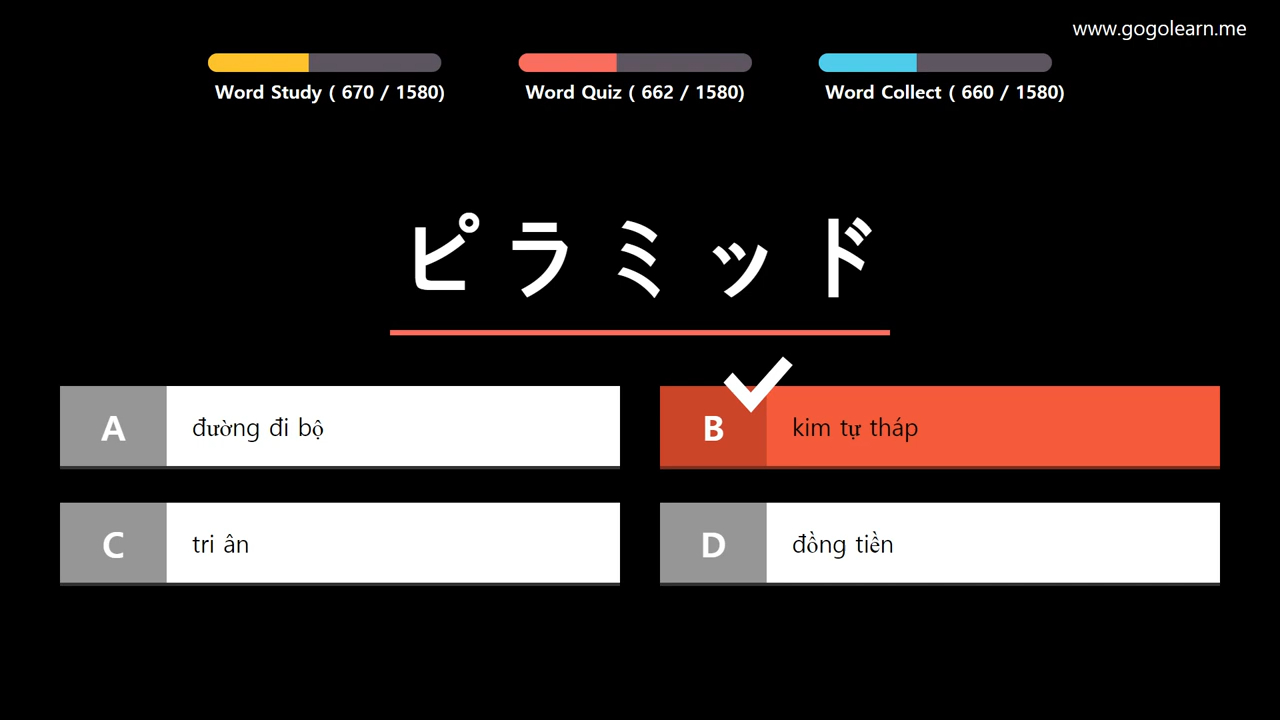 www.gogolearn.me
Word Study ( 670 / 1580)
Word Quiz ( 662 / 1580)
Word Collect ( 660 / 1580)
ピラミッド
A đường đi bộ
B kim tự tháp
C tri ân
D đồng tiền